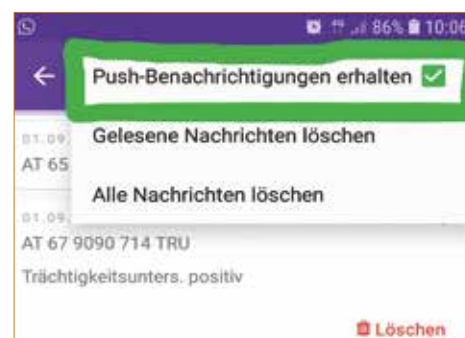 86% 10:06
Push-Benachrichtigungen erhalten
01.09.
Gelesene Nachrichten löschen
AT 65
Alle Nachrichten löschen
01.09.
AT 67 9090 714 TRU
Trächtigkeitsunters. positiv
Löschen